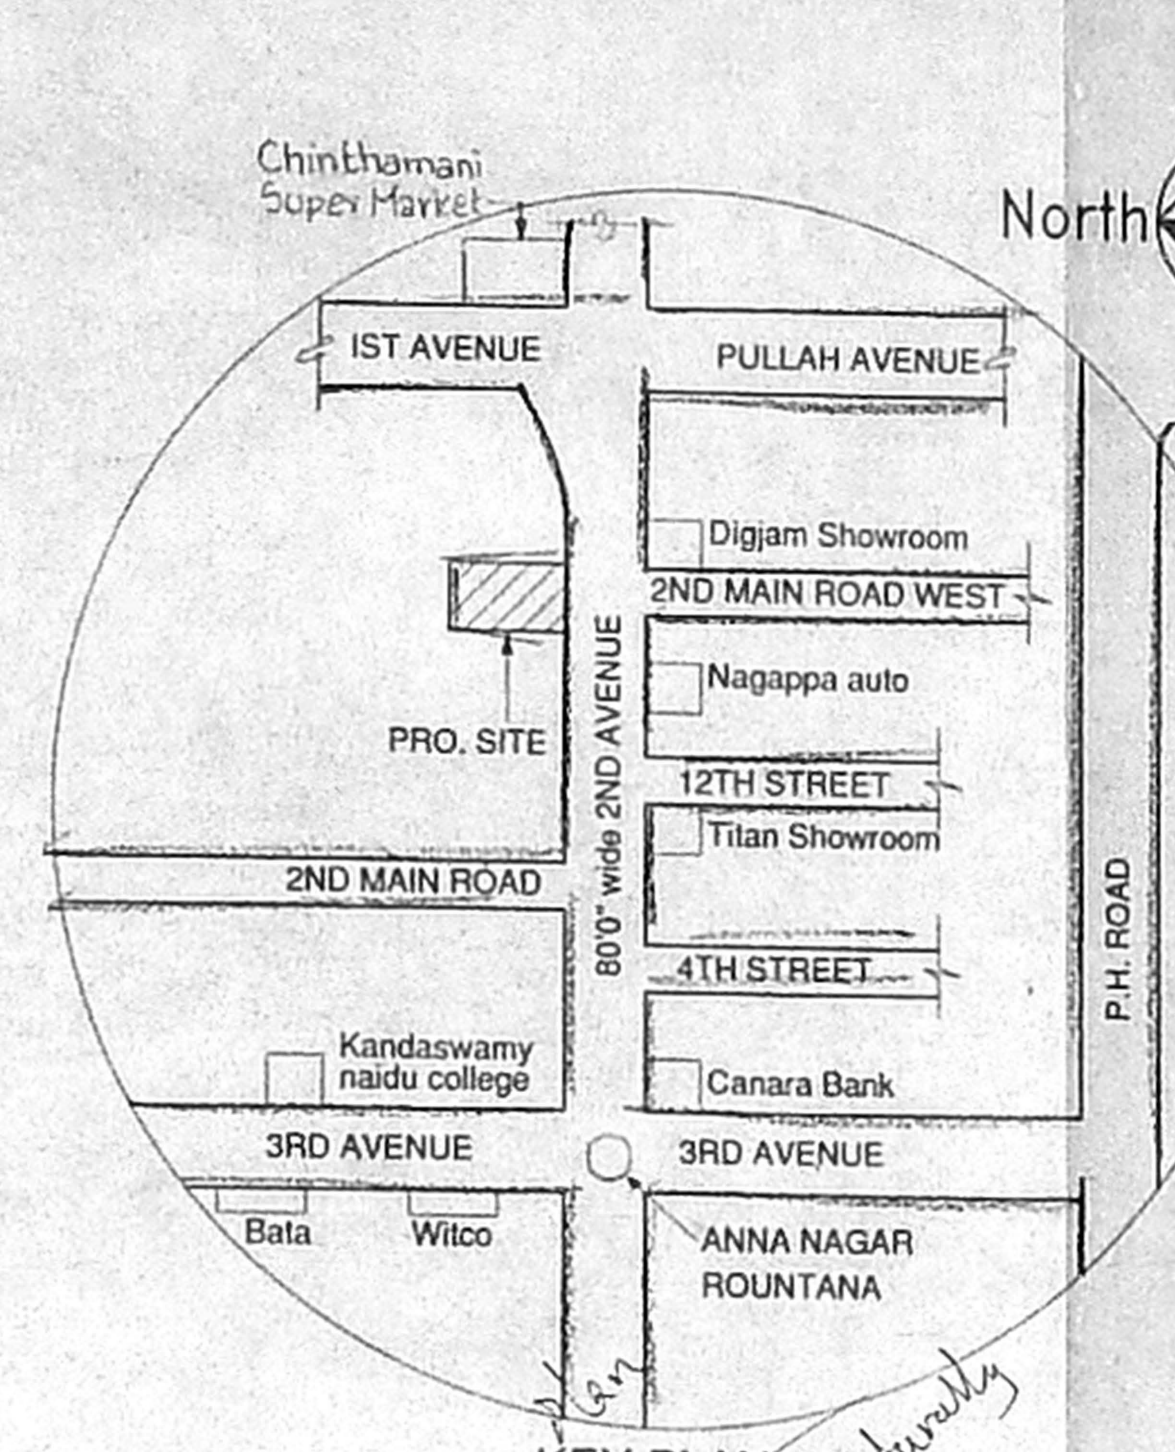 Chinthamani
Super Market
North
IST AVENUE
PULLAH AVENUE
Digjam Showroom
2ND MAIN ROAD WEST
Nagappa auto
PRO. SITE
80'0" wide 2ND AVENUE
12TH STREET
Titan Showroom
2ND MAIN ROAD
P.H. ROAD
4TH STREET
Kandaswamy
naidu college
Canara Bank
3RD AVENUE
3RD AVENUE
Bata
Witco
ANNA NAGAR
ROUNTANA